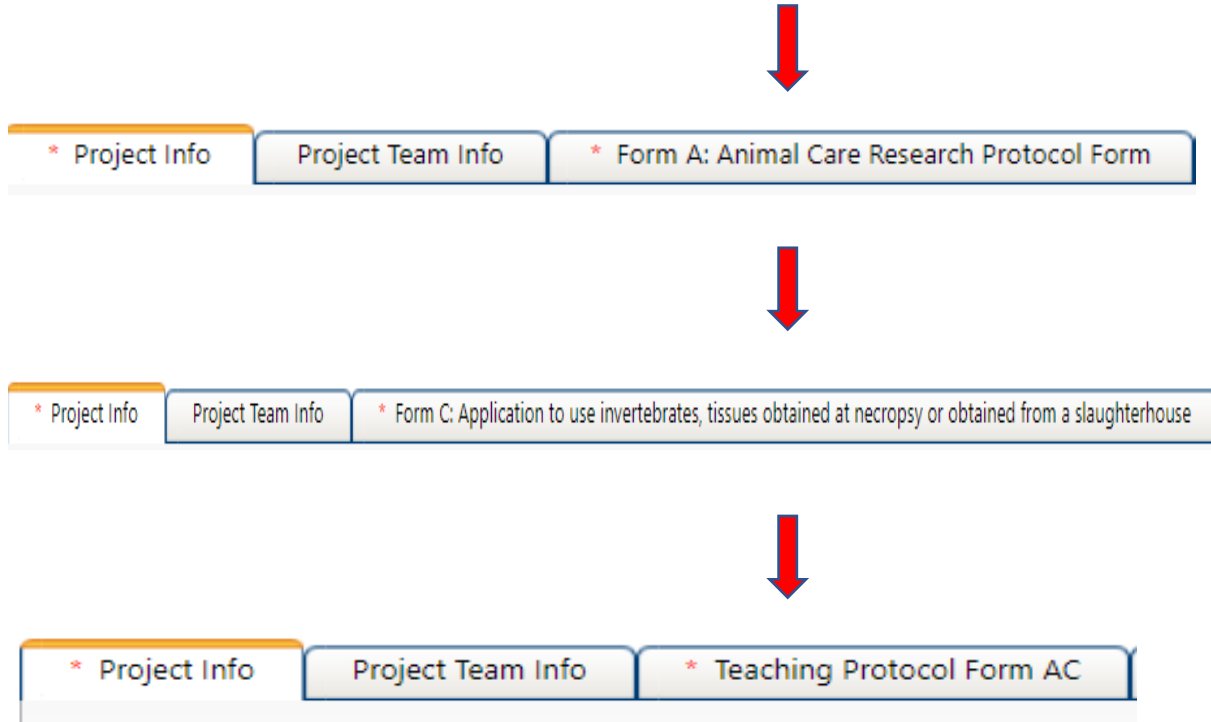 * Project Info Project Team Info * Form A: Animal Care Research Protocol Form
* Project Info Project Team Info * Form C: Application to use invertebrates, tissues obtained at necropsy or obtained from a slaughterhouse
* Project Info Project Team Info * Teaching Protocol Form AC